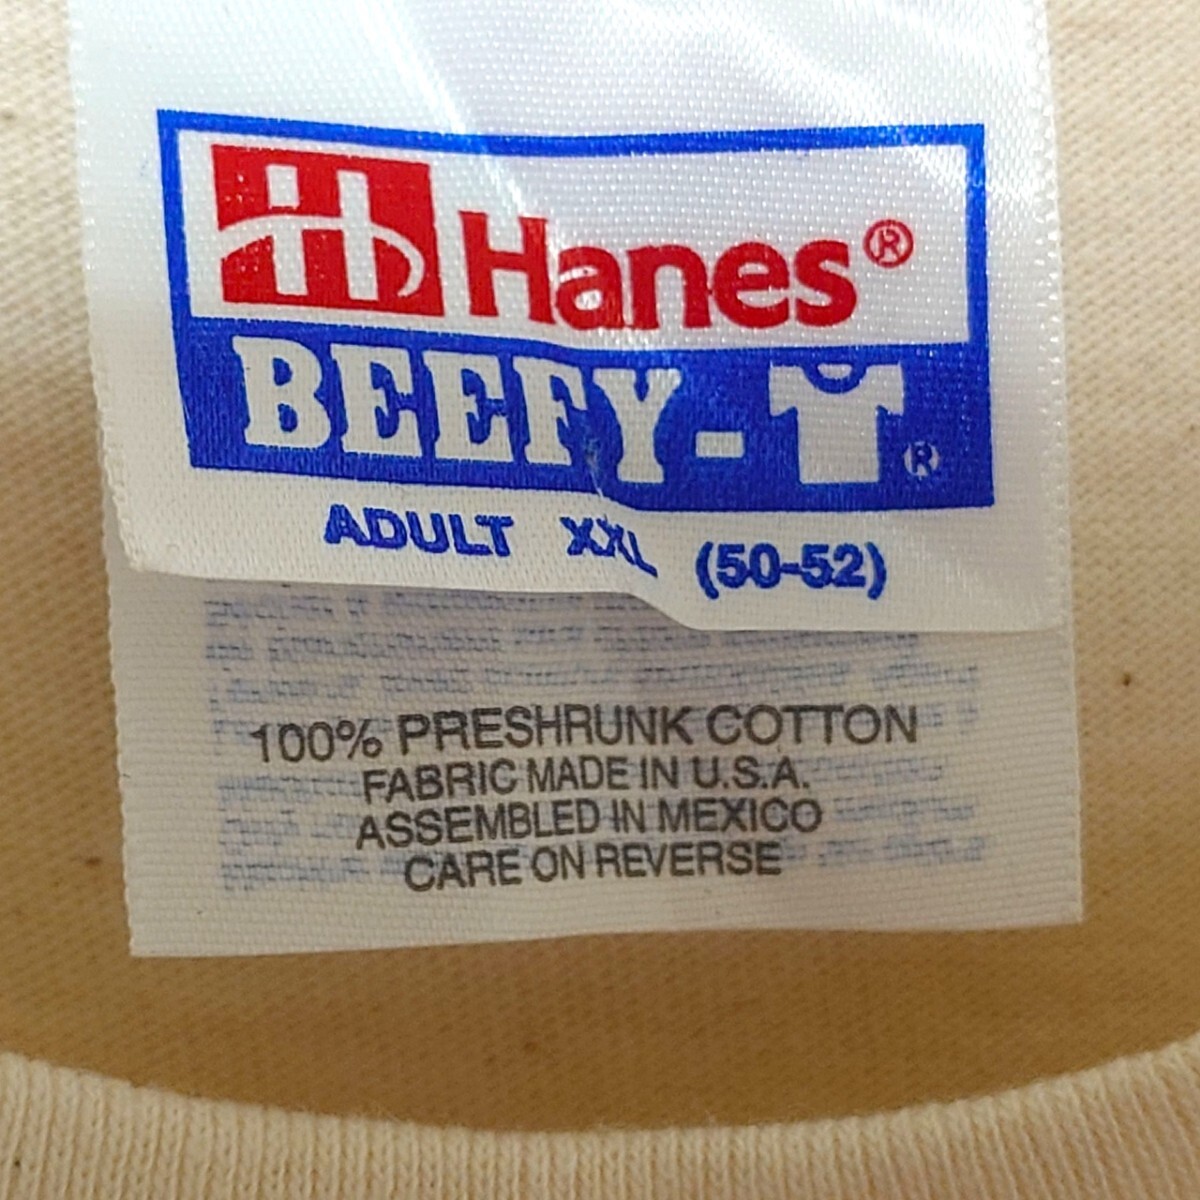 Hanes®
BEEFY-®
ADULT XXL (50-52)
100% PRESHRUNK COTTON
FABRIC MADE IN U.S.A.
ASSEMBLED IN MEXICO
CARE ON REVERSE